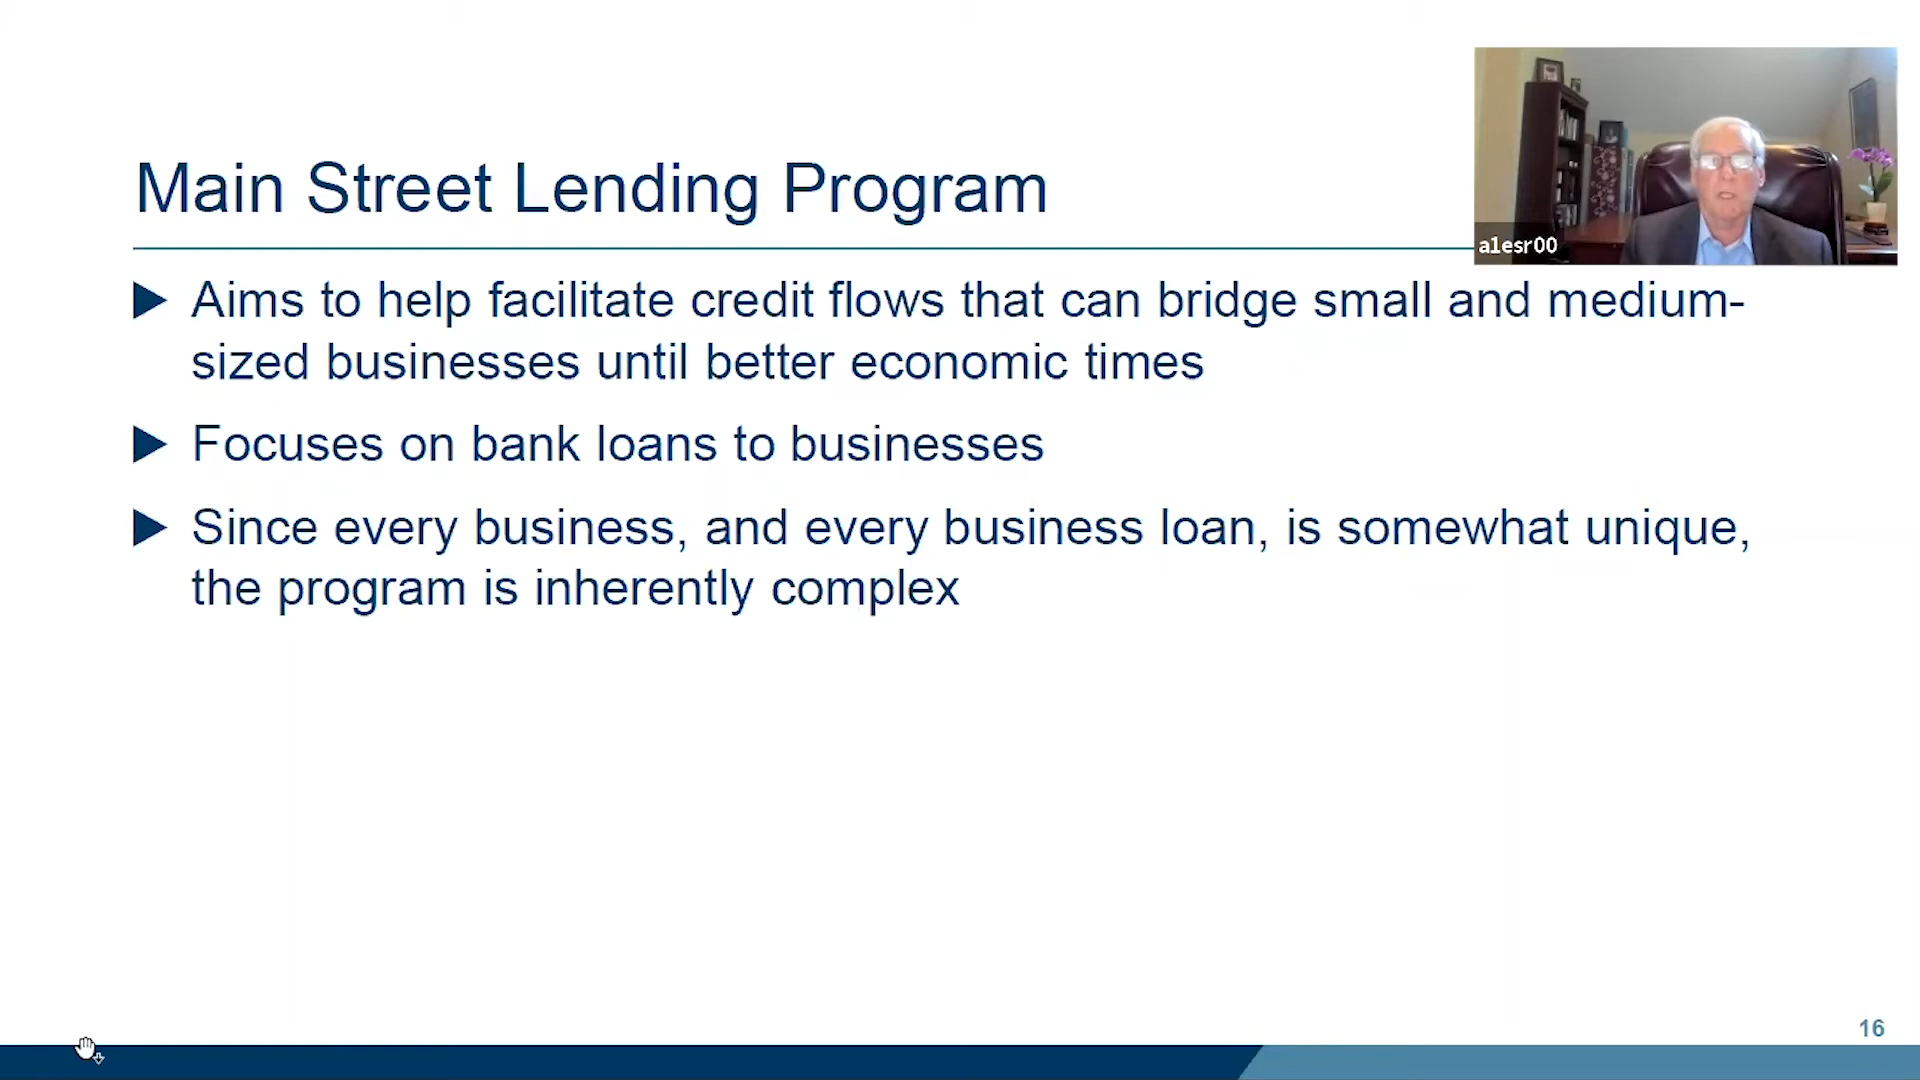 Main Street Lending Program
a1esr00
Aims to help facilitate credit flows that can bridge small and medium-
sized businesses until better economic times
Focuses on bank loans to businesses
Since every business, and every business loan, is somewhat unique,
the program is inherently complex
16